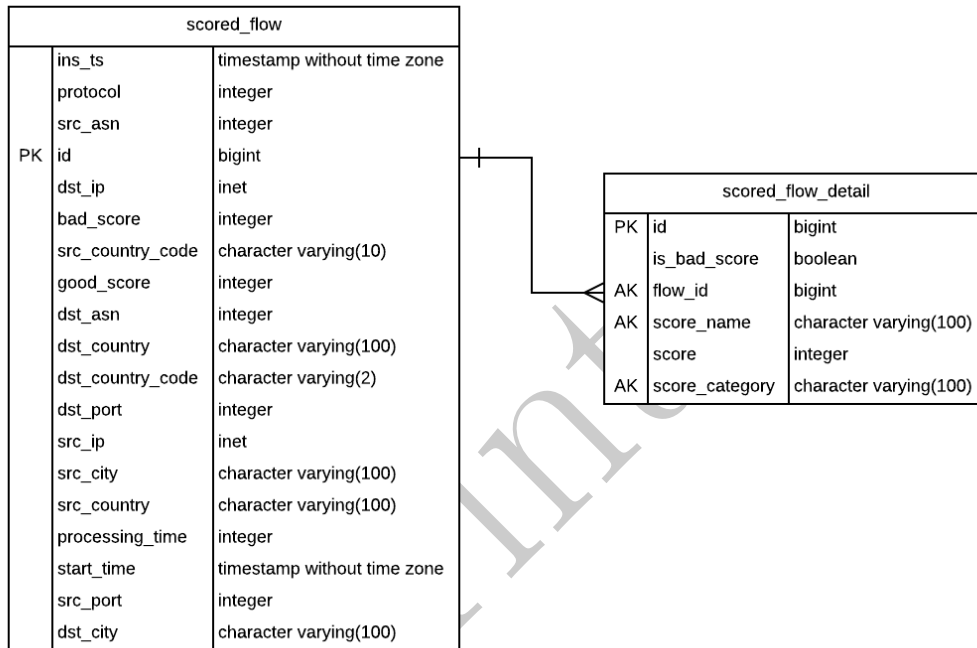 scored_flow
ins_ts timestamp without time zone
protocol integer
src_asn integer
PK id bigint
dst_ip inet
bad_score integer
src_country_code character varying(10)
good_score integer
dst_asn integer
dst_country character varying(100)
dst_country_code character varying(2)
dst_port integer
src_ip inet
src_city character varying(100)
src_country character varying(100)
processing_time integer
start_time timestamp without time zone
src_port integer
dst_city character varying(100)
scored_flow_detail
PK id bigint
is_bad_score boolean
AK flow_id bigint
AK score_name character varying(100)
score integer
AK score_category character varying(100)